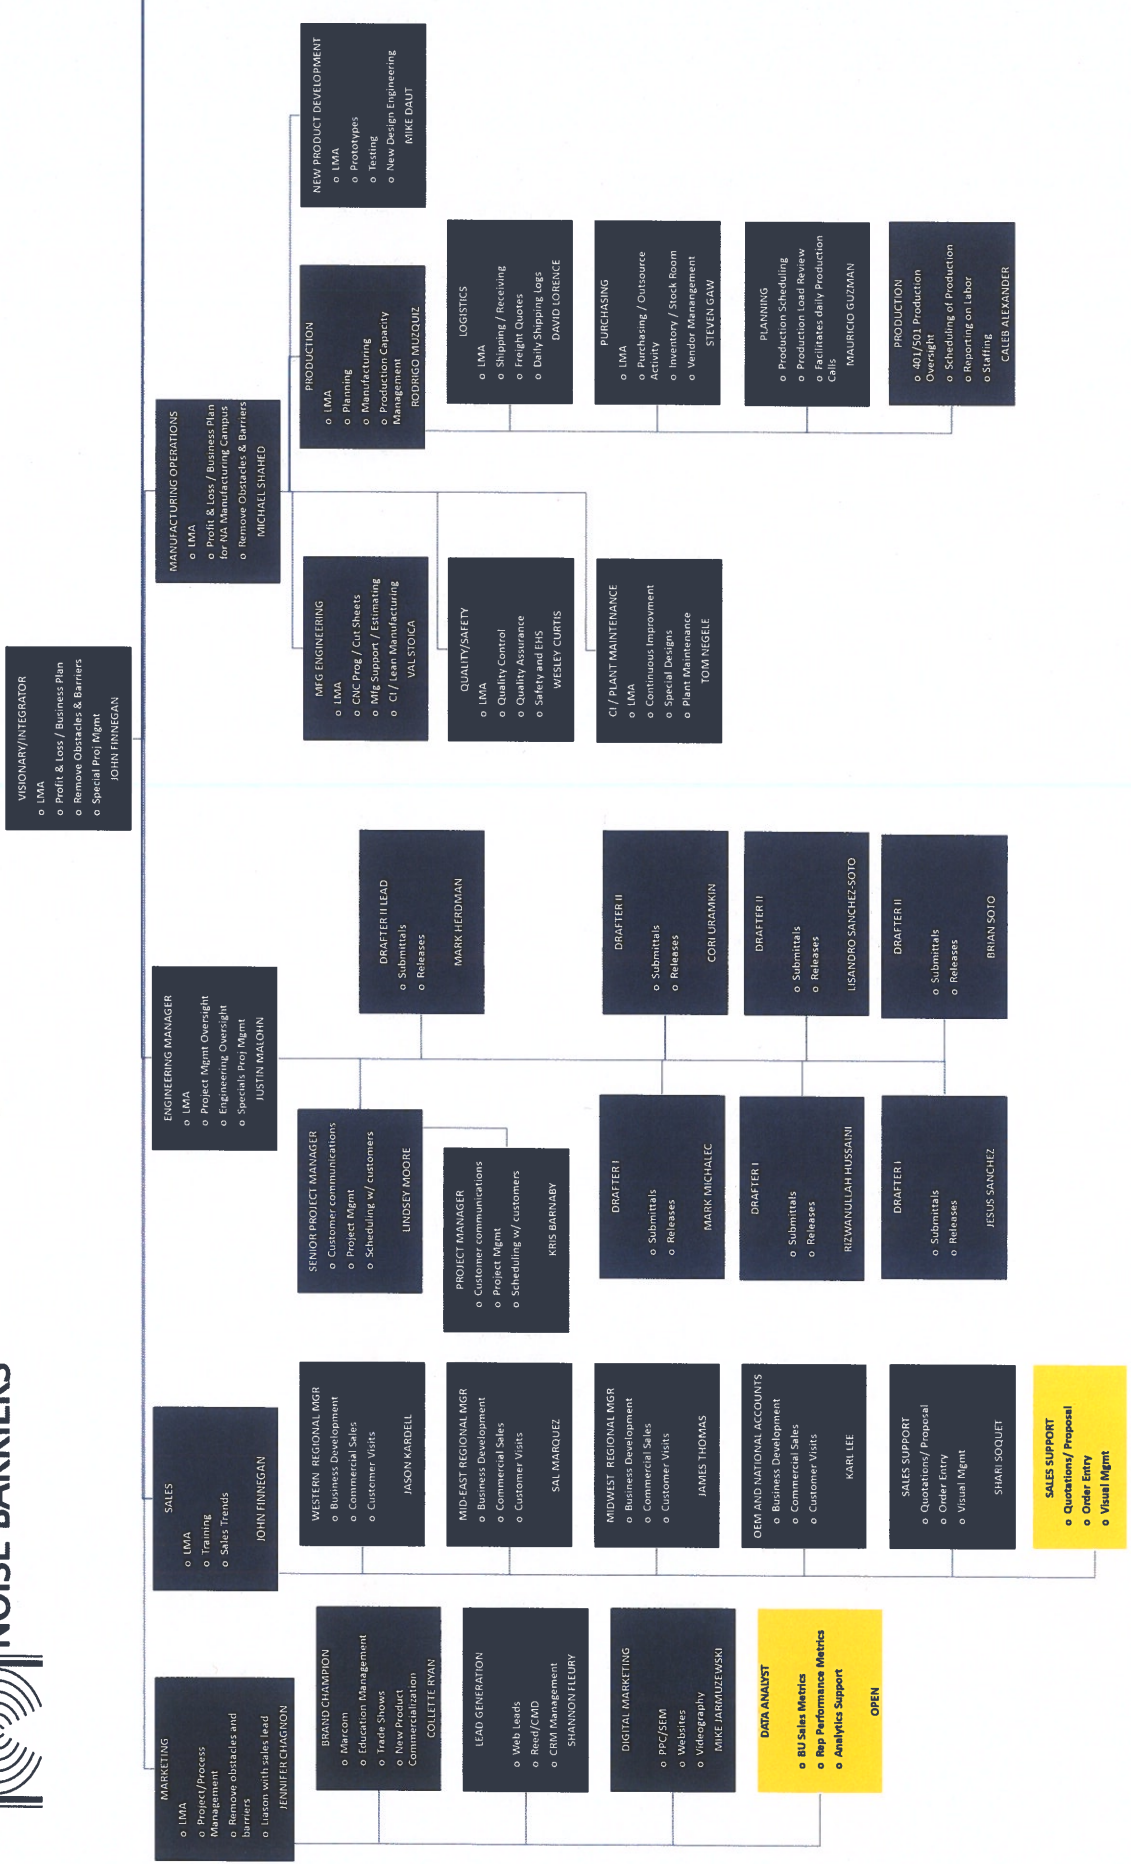 NOISE BARRIERS
VISIONARY/INTEGRATOR
o LMA
o Profit & Loss / Business Plan
o Remove Obstacles & Barriers
o Special Proj Mgmt
JOHN FINNEGAN
MARKETING
o LMA
o Project/Process
Management
o Remove obstacles and
barriers
o Liason with sales lead
JENNIFER CHAGNON
BRAND CHAMPION
o Marcom
o Education Management
o Trade Shows
o New Product
Commercialization
COLLETTE RYAN
LEAD GENERATION
o Web Leads
o Reed/CMD
o CRM Management
SHANNON FLEURY
DIGITAL MARKETING
o PPC/SEM
o Websites
o Videography
MIKE JARMUZEWSKI
DATA ANALYST
o BU Sales Metrics
o Rep Performance Metrics
o Analytics Support
OPEN
SALES
o LMA
o Training
o Sales Trends
JOHN FINNEGAN
WESTERN REGIONAL MGR
o Business Development
o Commercial Sales
o Customer Visits
JASON KARDELL
MID-EAST REGIONAL MGR
o Business Development
o Commercial Sales
o Customer Visits
SAL MARQUEZ
MIDWEST REGIONAL MGR
o Business Development
o Commercial Sales
o Customer Visits
JAMES THOMAS
OEM AND NATIONAL ACCOUNTS
o Business Development
o Commercial Sales
o Customer Visits
KARL LEE
SALES SUPPORT
o Quotations/ Proposal
o Order Entry
o Visual Mgmt
SHARI SOQUET
SALES SUPPORT
o Quotations/ Proposal
o Order Entry
o Visual Mgmt
ENGINEERING MANAGER
o LMA
o Project Mgmt Oversight
o Engineering Oversight
o Specials Proj Mgmt
JUSTIN MALOHN
SENIOR PROJECT MANAGER
o Customer communications
o Project Mgmt
o Scheduling w/ customers
LINDSEY MOORE
PROJECT MANAGER
o Customer communications
o Project Mgmt
o Scheduling w/ customers
KRIS BARNABY
DRAFTER II LEAD
o Submittals
o Releases
MARK HERDMAN
DRAFTER I
o Submittals
o Releases
MARK MICHALEC
DRAFTER II
o Submittals
o Releases
CORI URAMKIN
DRAFTER I
o Submittals
o Releases
RIZWANULLAH HUSSAINI
DRAFTER II
o Submittals
o Releases
LISANDRO SANCHEZ-SOTO
DRAFTER I
o Submittals
o Releases
JESUS SANCHEZ
DRAFTER II
o Submittals
o Releases
BRIAN SOTO
MANUFACTURING OPERATIONS
o LMA
o Profit & Loss / Business Plan
for NA Manufacturing Campus
o Remove Obstacles & Barriers
MICHAEL SHAHED
MFG ENGINEERING
o LMA
o CNC Prog / Cut Sheets
o Mfg Support / Estimating
o CI / Lean Manufacturing
VAL STOICA
QUALITY/SAFETY
o LMA
o Quality Control
o Quality Assurance
o Safety and EHS
WESLEY CURTIS
CI / PLANT MAINTENANCE
o LMA
o Continuous Improvment
o Special Designs
o Plant Maintenance
TOM NEGELE
PRODUCTION
o LMA
o Planning
o Manufacturing
o Production Capacity
Management
RODRIGO MUZQUIZ
LOGISTICS
o LMA
o Shipping / Receiving
o Freight Quotes
o Daily Shipping Logs
DAVID LORENCE
PURCHASING
o LMA
o Purchasing / Outsource
Activity
o Inventory / Stock Room
o Vendor Menanagement
STEVEN GAW
PLANNING
o Production Scheduling
o Production Load Review
o Facilitates daily Production
Calls
MAURICIO GUZMAN
PRODUCTION
o 401/501 Production
Oversight
o Scheduling of Production
o Reporting on Labor
o Staffing
CALEB ALEXANDER
NEW PRODUCT DEVELOPMENT
o LMA
o Prototypes
o Testing
o New Design Engineering
MIKE DAUT